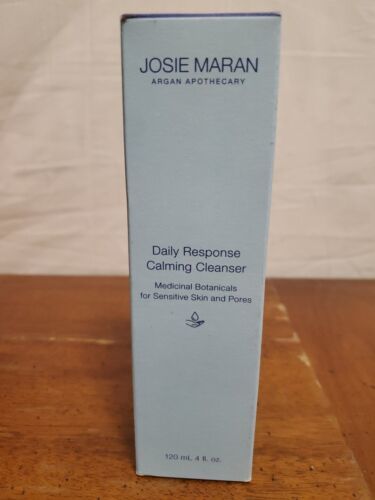 JOSIE MARAN
ARGAN APOTHECARY
Daily Response
Calming Cleanser
Medicinal Botanicals
for Sensitive Skin and Pores
120 mL 4 fl. oz.